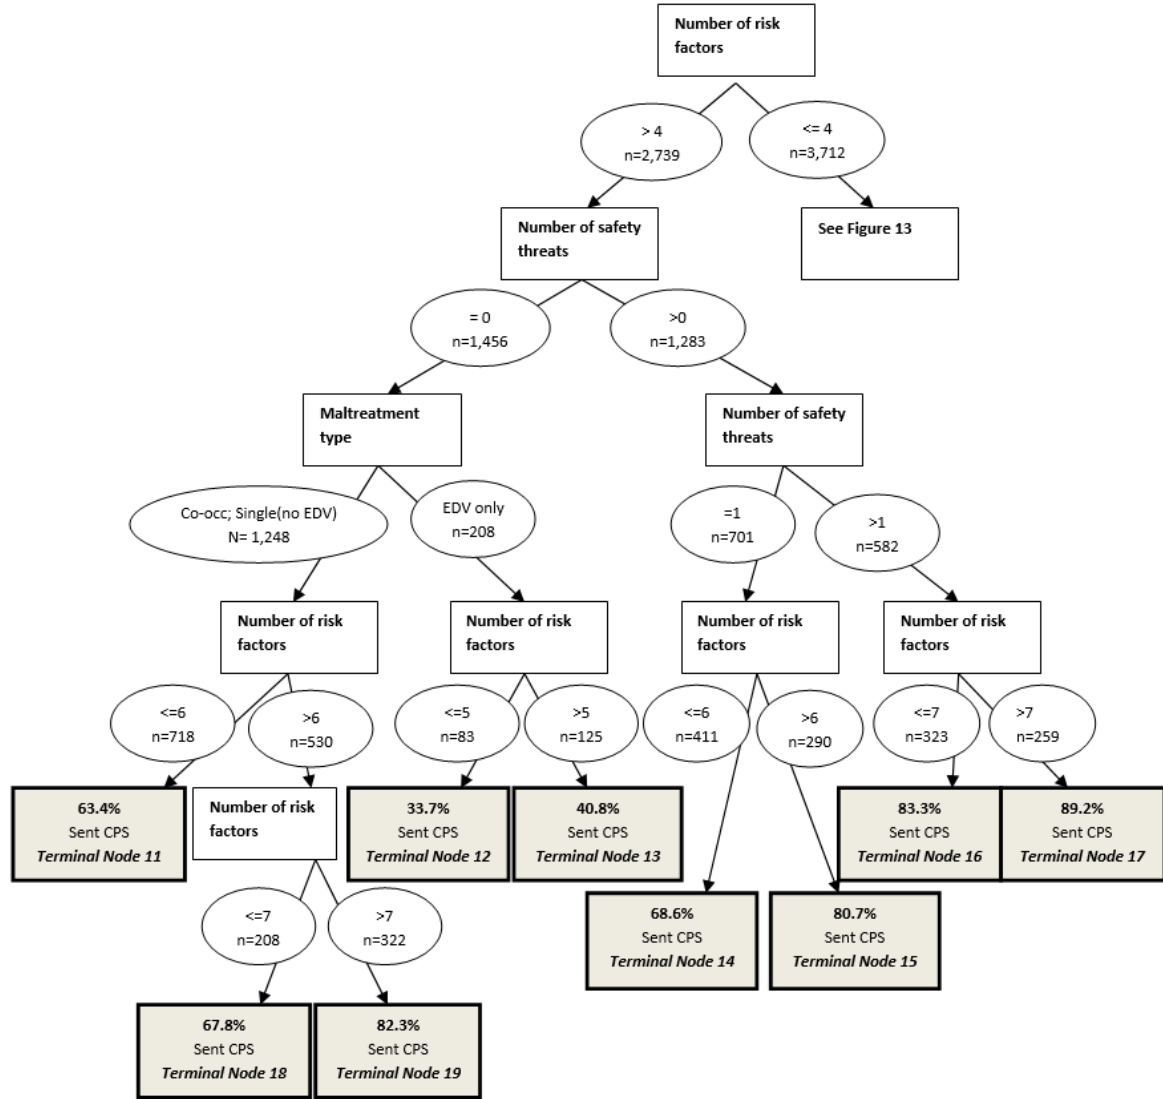 Number of risk
factors
> 4
n=2,739
<= 4
n=3,712
Number of safety
threats
See Figure 13
= 0
n=1,456
>0
n=1,283
Maltreatment
type
Number of safety
threats
Co-occ; Single(no EDV)
N= 1,248
EDV only
n=208
=1
n=701
>1
n=582
Number of risk
factors
Number of risk
factors
Number of risk
factors
Number of risk
factors
<=6
n=718
>6
n=530
<=5
n=83
>5
n=125
<=6
n=411
>6
n=290
<=7
n=323
>7
n=259
63.4%
Sent CPS
Terminal Node 11
Number of risk
factors
33.7%
Sent CPS
Terminal Node 12
40.8%
Sent CPS
Terminal Node 13
83.3%
Sent CPS
Terminal Node 16
89.2%
Sent CPS
Terminal Node 17
<=7
n=208
>7
n=322
68.6%
Sent CPS
Terminal Node 14
80.7%
Sent CPS
Terminal Node 15
67.8%
Sent CPS
Terminal Node 18
82.3%
Sent CPS
Terminal Node 19